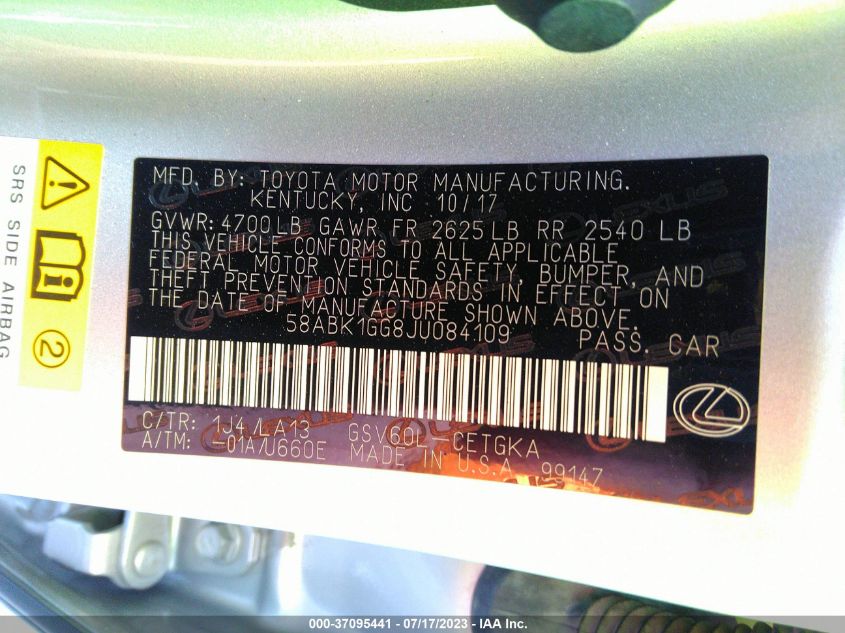 SRS SIDE AIRBAG
2
MFD. BY: TOYOTA MOTOR MANUFACTURING.
KENTUCKY, INC 10/17
GVWR: 4700 LB GAWR FR 2625 LB RR 2540 LB
THIS VEHICLE CONFORMS TO ALL APPLICABLE
FEDERAL MOTOR VEHICLE SAFETY, BUMPER, AND
THEFT PREVENTION STANDARDS IN EFFECT ON
THE DATE OF MANUFACTURE SHOWN ABOVE.
58ABK1GG8JU084109 PASS. CAR
C/TR: 1J4/LA13 GSV60L-CETGKA
A/TM: -01A/U660E MADE IN U.S.A. 99147
000-37095441 - 07/17/2023 - IAA Inc.